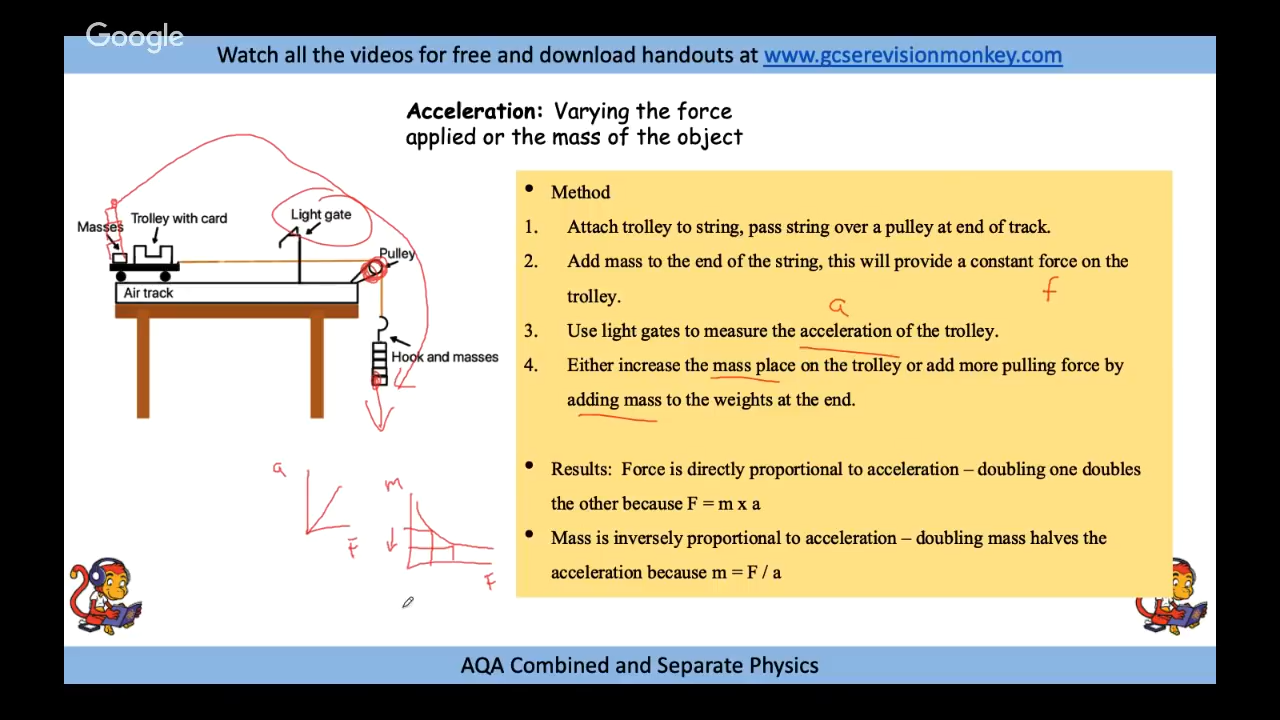 Google
Watch all the videos for free and download handouts at www.gcserevisionmonkey.com
Acceleration: Varying the force
applied or the mass of the object
Masses
Trolley with card
Light gate
Pulley
Air track
Hook and masses
• Method
1. Attach trolley to string, pass string over a pulley at end of track.
2. Add mass to the end of the string, this will provide a constant force on the
trolley.
f
a
3. Use light gates to measure the acceleration of the trolley.
4. Either increase the mass place on the trolley or add more pulling force by
adding mass to the weights at the end.
• Results: Force is directly proportional to acceleration – doubling one doubles
the other because F = m x a
• Mass is inversely proportional to acceleration – doubling mass halves the
acceleration because m = F / a
a
F
m
F
AQA Combined and Separate Physics